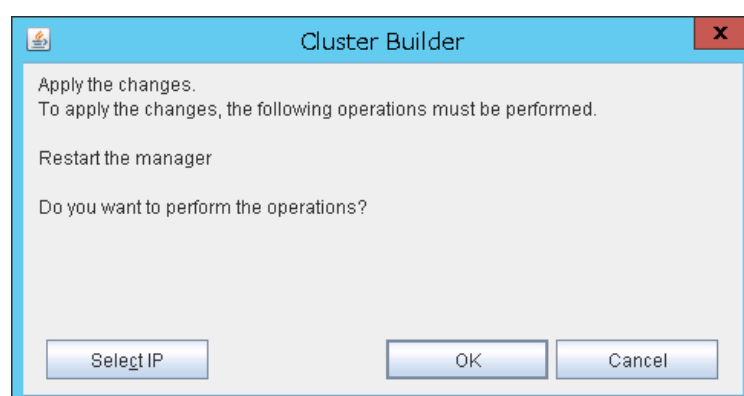 Cluster Builder
x
Apply the changes.
To apply the changes, the following operations must be performed.
Restart the manager
Do you want to perform the operations?
Select IP
OK
Cancel